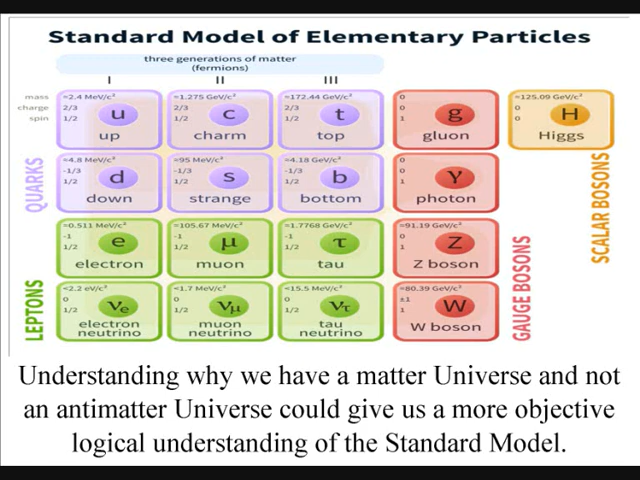 Standard Model of Elementary Particles
three generations of matter
(fermions)
I II III
mass ≈2.4 MeV/c² ≈1.275 GeV/c² ≈172.44 GeV/c² 0 ≈125.09 GeV/c²
charge 2/3 2/3 2/3 0 0
spin 1/2 1/2 1/2 1 0
u c t g H
up charm top gluon Higgs
QUARKS
≈4.8 MeV/c² ≈95 MeV/c² ≈4.18 GeV/c² 0
-1/3 -1/3 -1/3 0
1/2 1/2 1/2 1
d s b γ
down strange bottom photon
SCALAR BOSONS
≈0.511 MeV/c² ≈105.67 MeV/c² ≈1.7768 GeV/c² ≈91.19 GeV/c²
-1 -1 -1 0
1/2 1/2 1/2 1
e μ τ Z
electron muon tau Z boson
LEPTONS
<2.2 eV/c² <1.7 MeV/c² <15.5 MeV/c² ≈80.39 GeV/c²
0 0 0 ±1
1/2 1/2 1/2 1
νe νμ ντ W
electron neutrino muon neutrino tau neutrino W boson
GAUGE BOSONS
Understanding why we have a matter Universe and not
an antimatter Universe could give us a more objective
logical understanding of the Standard Model.